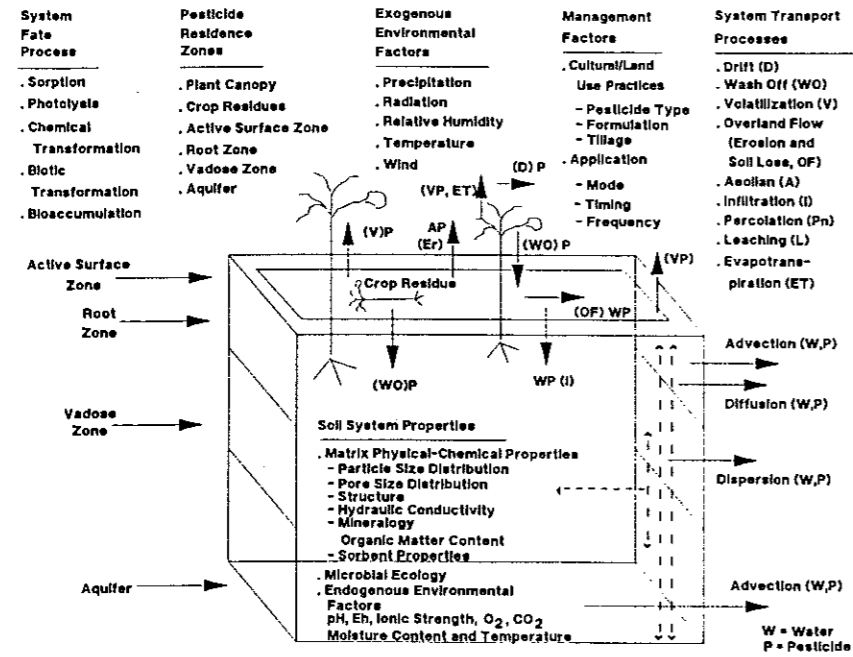 System
Fate
Process
. Sorption
. Photolysis
. Chemical
Transformation
. Biotic
Transformation
. Bioaccumulation
Pesticide
Residence
Zones
. Plant Canopy
. Crop Residues
. Active Surface Zone
. Root Zone
. Vadose Zone
. Aquifer
Exogenous
Environmental
Factors
. Precipitation
. Radiation
. Relative Humidity
. Temperature
. Wind
Management
Factors
. Cultural/Land
Use Practices
- Pesticide Type
- Formulation
- Tillage
. Application
- Mode
- Timing
- Frequency
System Transport
Processes
. Drift (D)
. Wash Off (WO)
. Volatilization (V)
. Overland Flow
(Erosion and
Soil Loss, OF)
. Aeolian (A)
. Infiltration (I)
. Percolation (Pn)
. Leaching (L)
. Evapotrans-
piration (ET)
(D) P
(VP, ET)
(V)P
AP
(Er)
(WO) P
(VP)
Active Surface
Zone
Crop Residue
(OF) WP
Root
Zone
Advection (W,P)
(WO)P
WP (I)
Diffusion (W,P)
Vadose
Zone
Soil System Properties
. Matrix Physical-Chemical Properties
- Particle Size Distribution
- Pore Size Distribution
- Structure
- Hydraulic Conductivity
- Mineralogy
Organic Matter Content
- Sorbent Properties
. Microbial Ecology
. Endogenous Environmental
Factors
pH, Eh, Ionic Strength, O2, CO2
Moisture Content and Temperature
Dispersion (W,P)
Aquifer
Advection (W,P)
W = Water
P = Pesticide